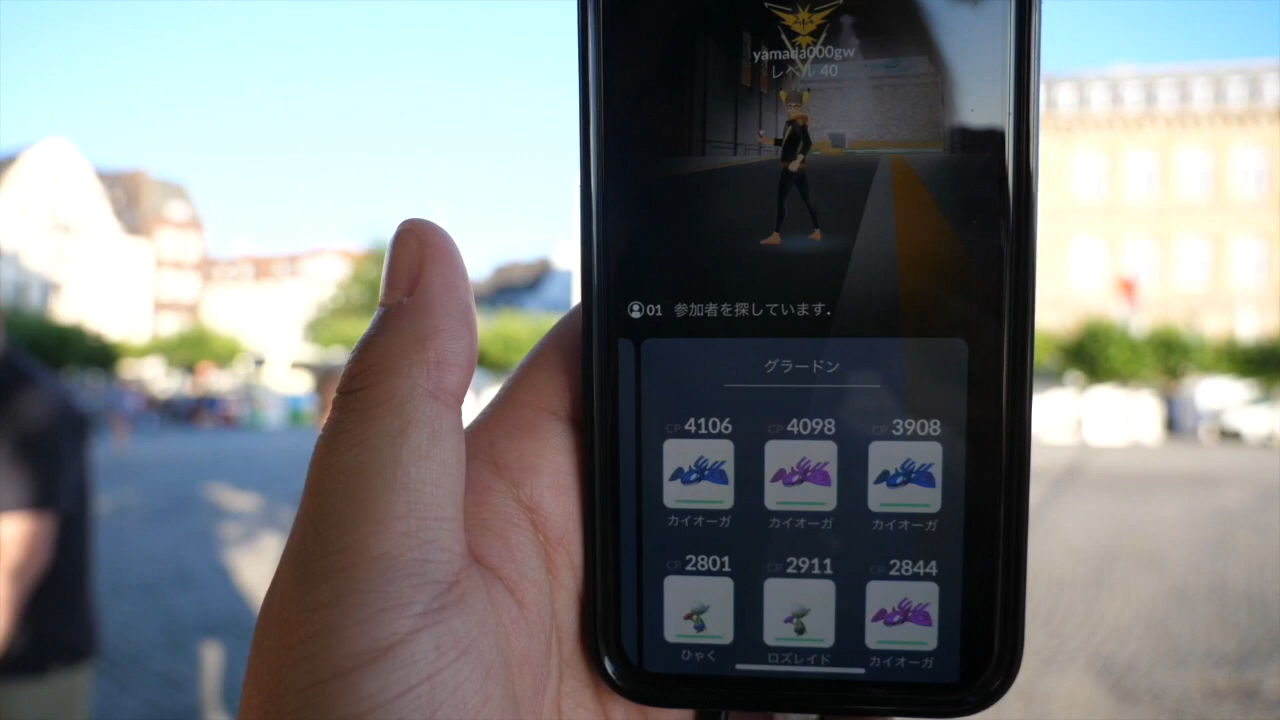 yamada000gw
レベル 40
01 参加者を探しています.
グラードン
CP 4106 CP 4098 CP 3908
カイオーガ カイオーガ カイオーガ
CP 2801 CP 2911 CP 2844
ひゃく ロズレイド カイオーガ